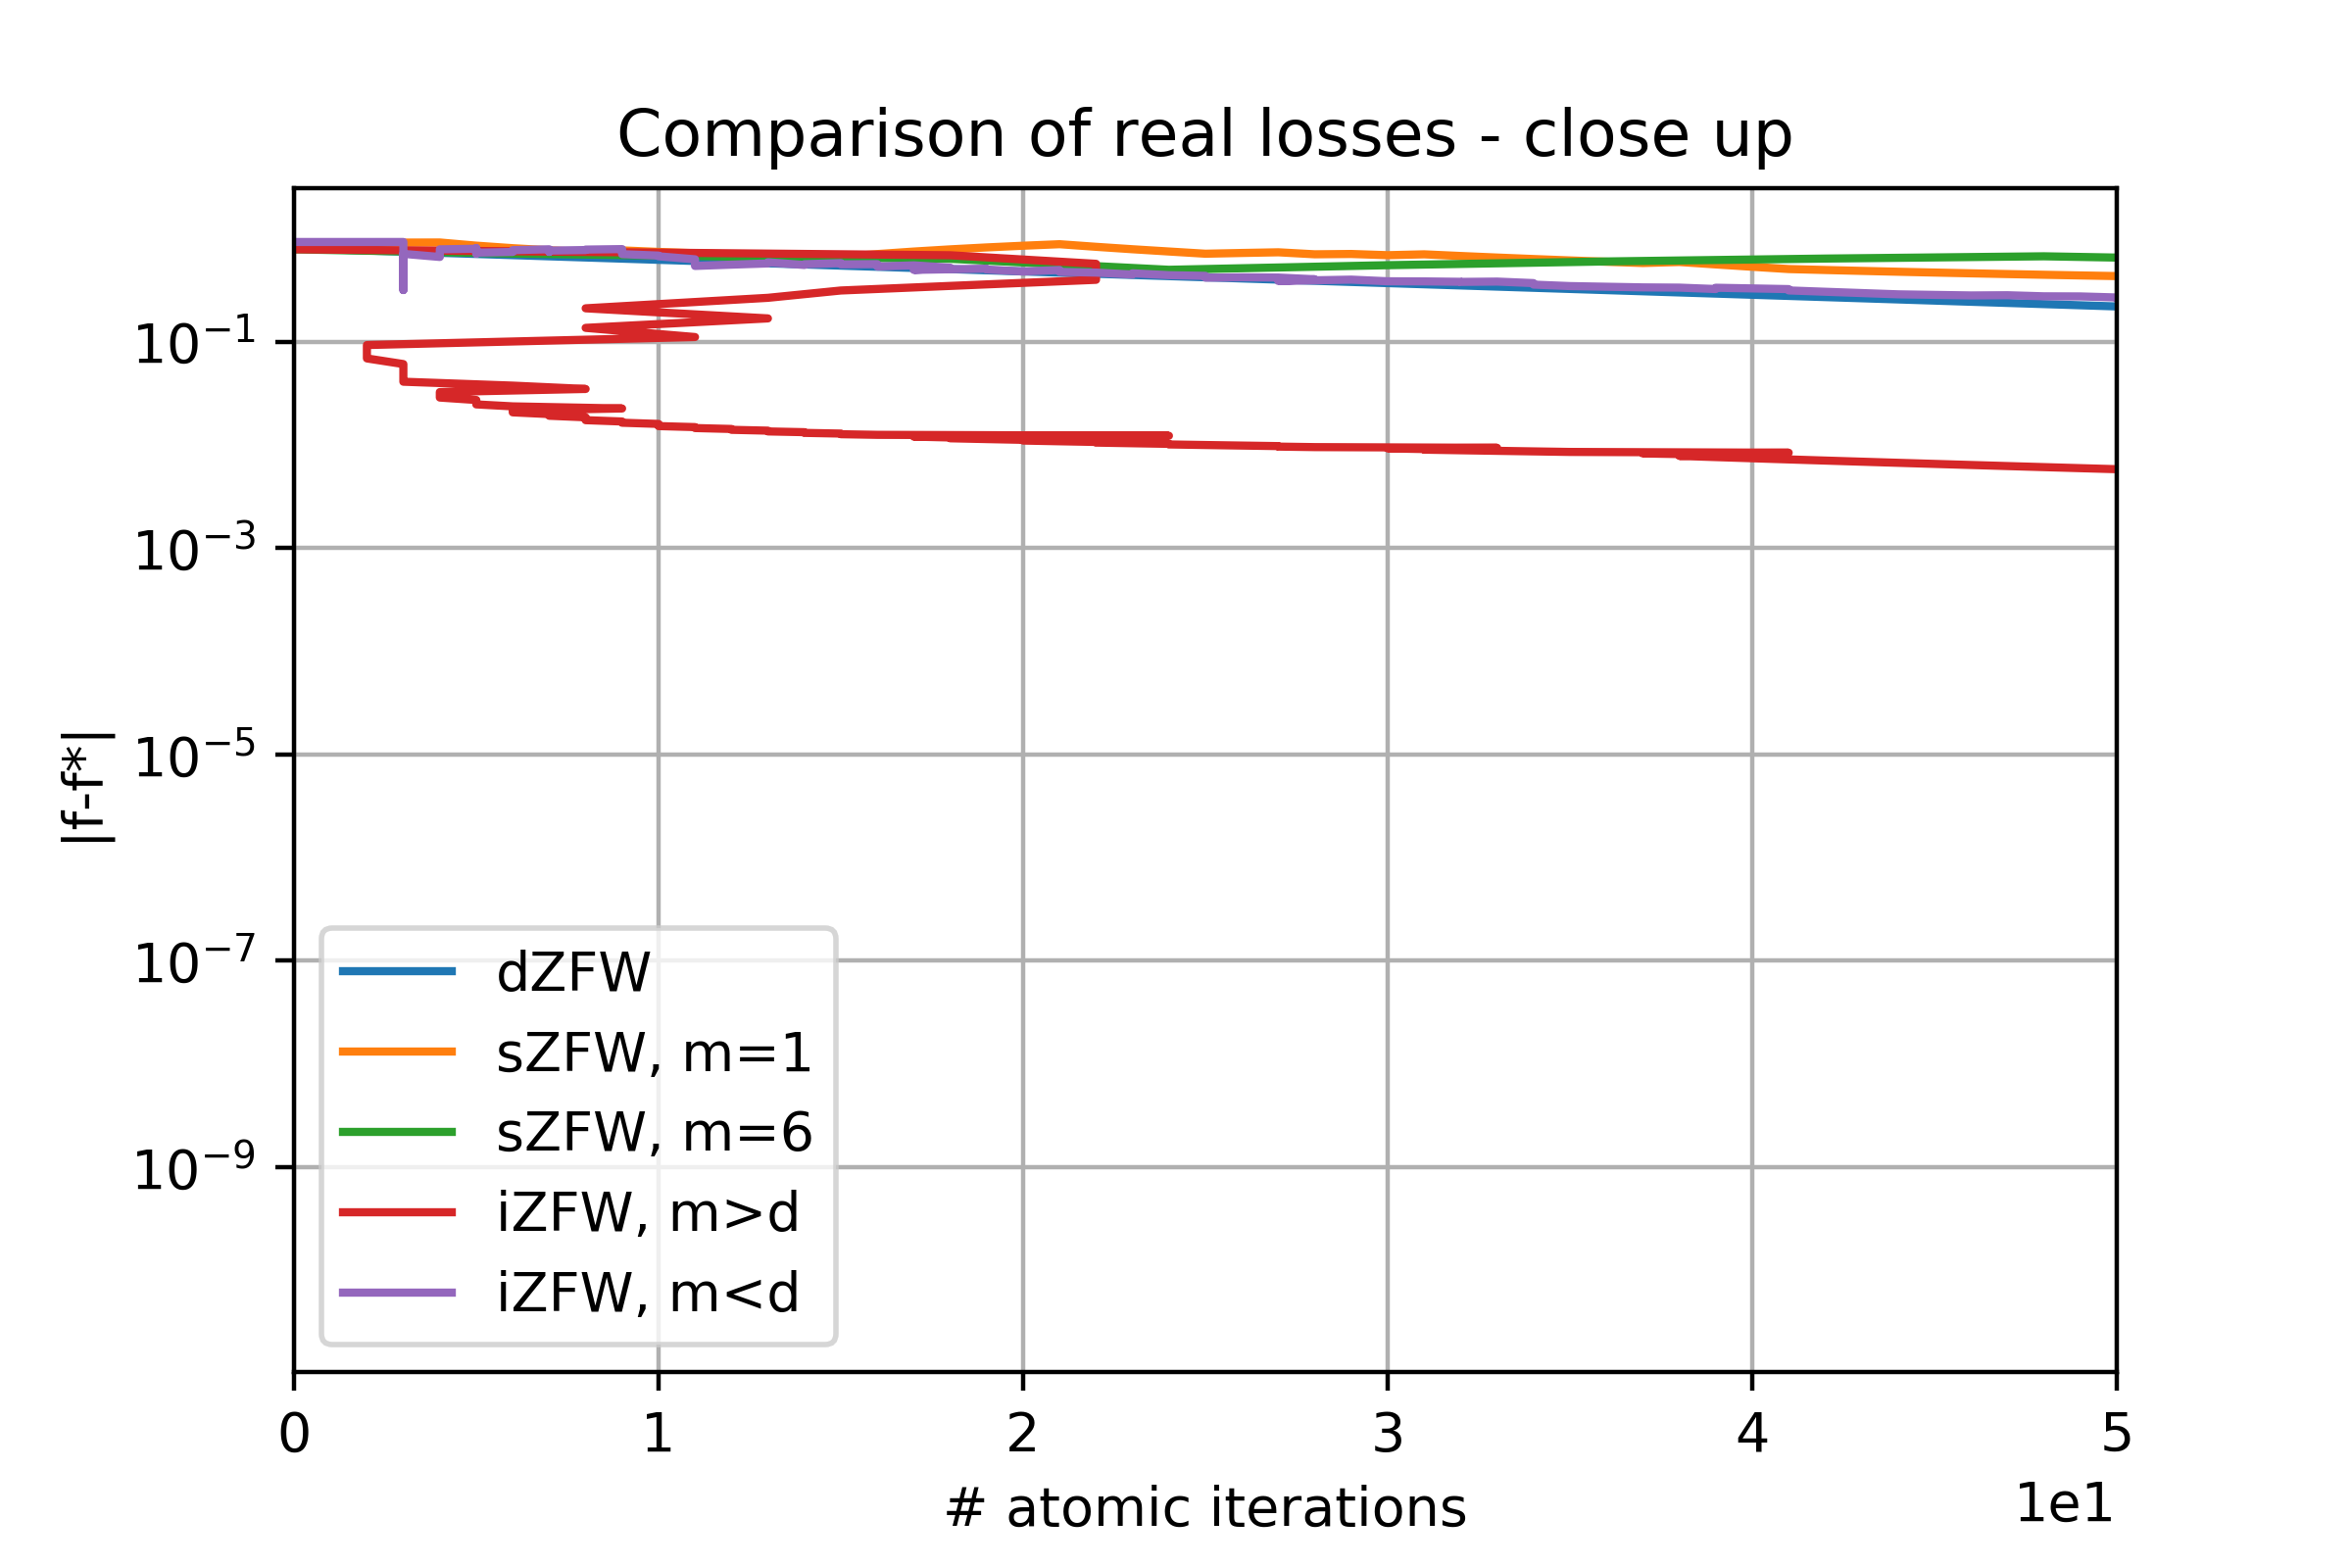 Comparison of real losses - close up
|f-f*|
10⁻¹
10⁻³
10⁻⁵
10⁻⁷
10⁻⁹
dZFW
sZFW, m=1
sZFW, m=6
iZFW, m>d
iZFW, m<d
0 1 2 3 4 5
1e1
# atomic iterations